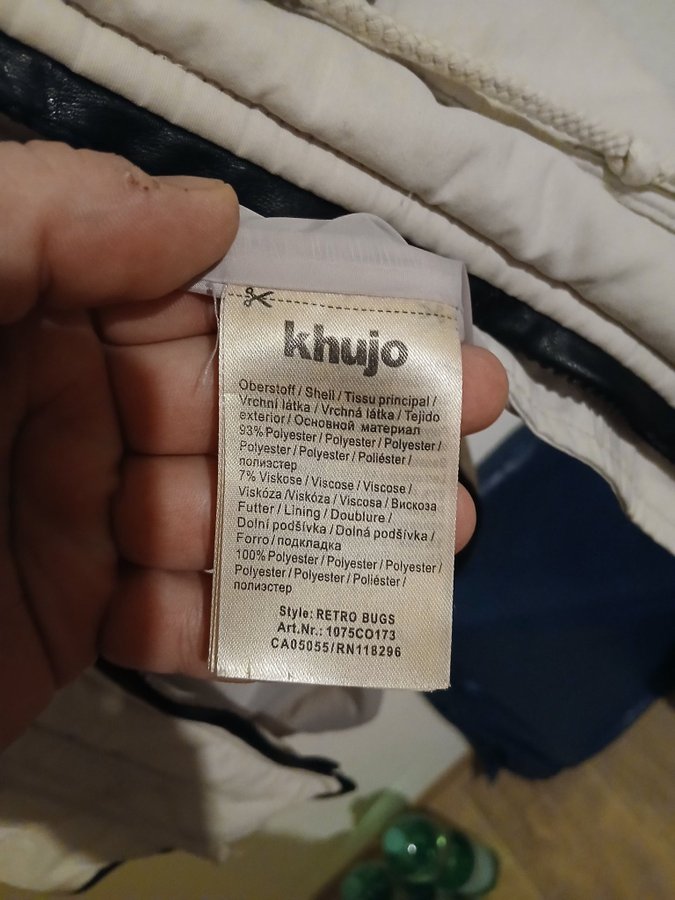 khujo
Oberstoff / Shell / Tissu principal /
Vrchní látka / Vrchná látka / Tejido
exterior / Основной материал
93% Polyester / Polyester / Polyester /
Polyester / Polyester / Poliéster /
полиэстер
7% Viskose / Viscose / Viscose /
Viskóza /Viskóza / Viscosa / Вискоза
Futter / Lining / Doublure /
Dolní podšívka / Dolná podšívka /
Forro / подкладка
100% Polyester / Polyester / Polyester /
Polyester / Polyester / Poliéster /
полиэстер
Style: RETRO BUGS
Art.Nr.: 1075CO173
CA05055/RN118296